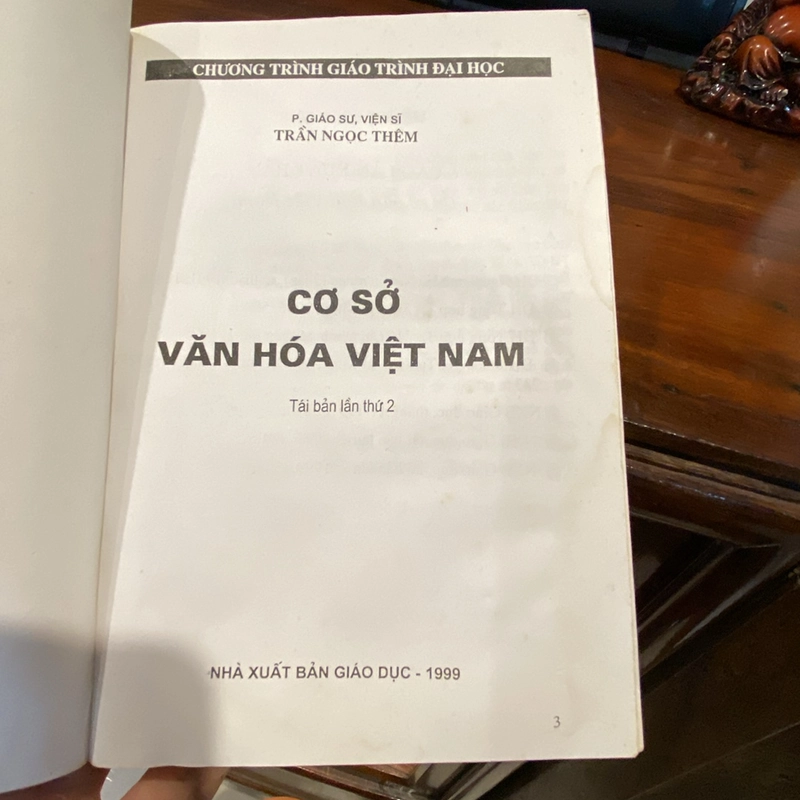 CHƯƠNG TRÌNH GIÁO TRÌNH ĐẠI HỌC
P. GIÁO SƯ, VIỆN SĨ
TRẦN NGỌC THÊM
CƠ SỞ
VĂN HÓA VIỆT NAM
Tái bản lần thứ 2
NHÀ XUẤT BẢN GIÁO DỤC - 1999
3